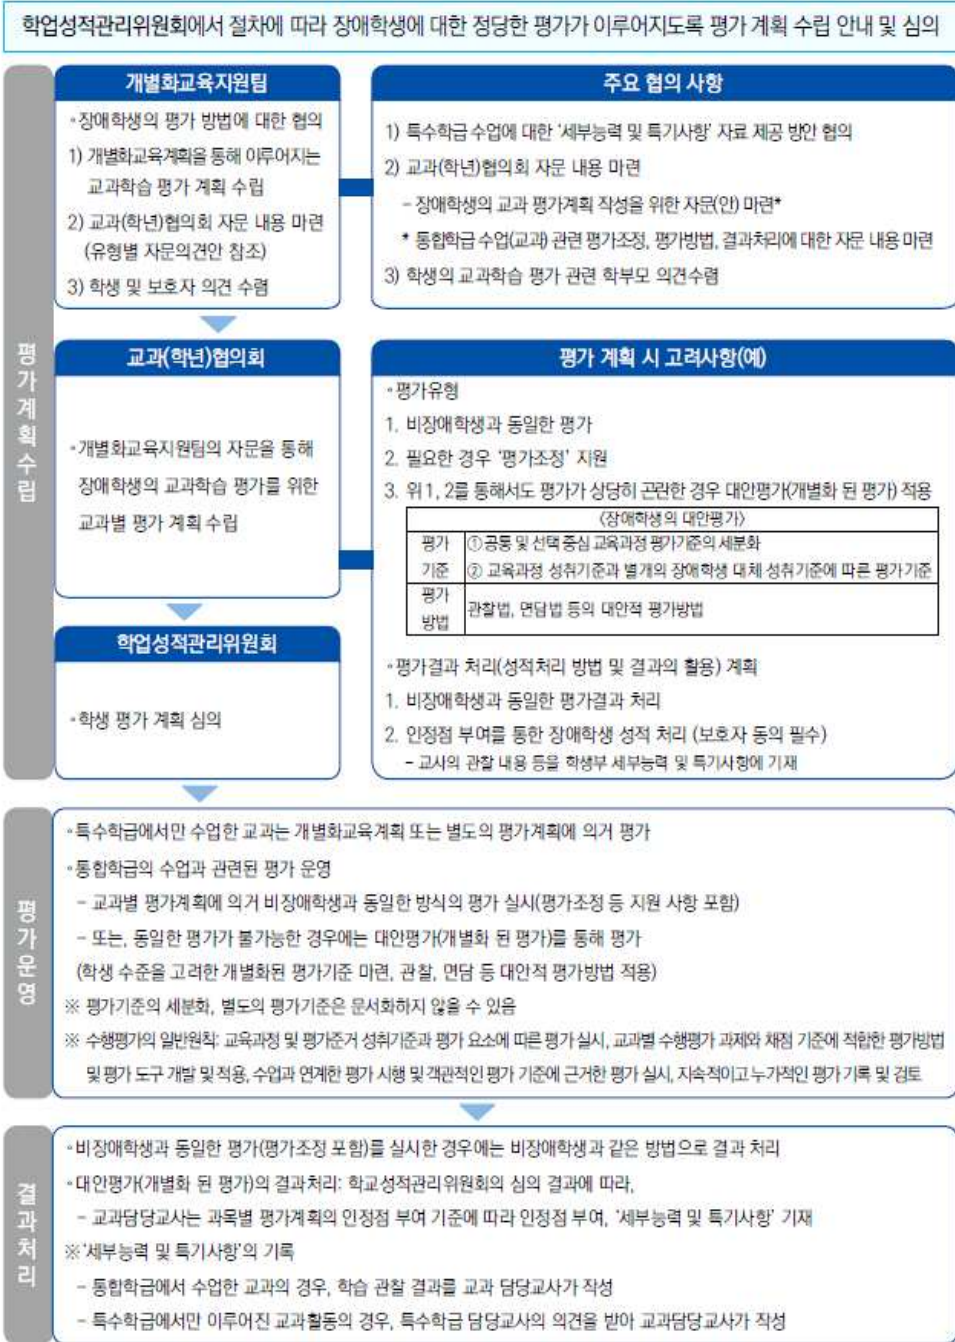 학업성적관리위원회에서 절차에 따라 장애학생에 대한 정당한 평가가 이루어지도록 평가 계획 수립 안내 및 심의
평가계획수립
개별화교육지원팀
◦장애학생의 평가 방법에 대한 협의
1) 개별화교육계획을 통해 이루어지는
교과학습 평가 계획 수립
2) 교과(학년)협의회 자문 내용 마련
(유형별 자문의견안 참조)
3) 학생 및 보호자 의견 수렴
주요 협의 사항
1) 특수학급 수업에 대한 '세부능력 및 특기사항' 자료 제공 방안 협의
2) 교과(학년)협의회 자문 내용 마련
- 장애학생의 교과 평가계획 작성을 위한 자문(안) 마련*
* 통합학급 수업(교과) 관련 평가조정, 평가방법, 결과처리에 대한 자문 내용 마련
3) 학생의 교과학습 평가 관련 학부모 의견수렴
교과(학년)협의회
◦개별화교육지원팀의 자문을 통해
장애학생의 교과학습 평가를 위한
교과별 평가 계획 수립
평가 계획 시 고려사항(예)
◦평가유형
1. 비장애학생과 동일한 평가
2. 필요한 경우 '평가조정' 지원
3. 위 1, 2를 통해서도 평가가 상당히 곤란한 경우 대안평가(개별화 된 평가) 적용
〈장애학생의 대안평가〉
평가 기준
① 공통 및 선택 중심 교육과정 평가기준의 세분화
② 교육과정 성취기준과 별개의 장애학생 대체 성취기준에 따른 평가기준
평가 방법
관찰법, 면담법 등의 대안적 평가방법
◦평가결과 처리(성적처리 방법 및 결과의 활용) 계획
1. 비장애학생과 동일한 평가결과 처리
2. 인정점 부여를 통한 장애학생 성적 처리 (보호자 동의 필수)
- 교사의 관찰 내용 등을 학생부 세부능력 및 특기사항에 기재
학업성적관리위원회
◦학생 평가 계획 심의
평가운영
◦특수학급에서만 수업한 교과는 개별화교육계획 또는 별도의 평가계획에 의거 평가
◦통합학급의 수업과 관련된 평가 운영
- 교과별 평가계획에 의거 비장애학생과 동일한 방식의 평가 실시(평가조정 등 지원 사항 포함)
- 또는, 동일한 평가가 불가능한 경우에는 대안평가(개별화 된 평가)를 통해 평가
(학생 수준을 고려한 개별화된 평가기준 마련, 관찰, 면담 등 대안적 평가방법 적용)
※ 평가기준의 세분화, 별도의 평가기준은 문서화하지 않을 수 있음
※ 수행평가의 일반원칙: 교육과정 및 평가준거 성취기준과 평가 요소에 따른 평가 실시, 교과별 수행평가 과제와 채점 기준에 적합한 평가방법
및 평가 도구 개발 및 적용, 수업과 연계한 평가 시행 및 객관적인 평가 기준에 근거한 평가 실시, 지속적이고 누가적인 평가 기록 및 검토
결과처리
◦비장애학생과 동일한 평가(평가조정 포함)를 실시한 경우에는 비장애학생과 같은 방법으로 결과 처리
◦대안평가(개별화 된 평가)의 결과처리: 학교성적관리위원회의 심의 결과에 따라,
- 교과담당교사는 과목별 평가계획의 인정점 부여 기준에 따라 인정점 부여, '세부능력 및 특기사항' 기재
※'세부능력 및 특기사항'의 기록
- 통합학급에서 수업한 교과의 경우, 학습 관찰 결과를 교과 담당교사가 작성
- 특수학급에서만 이루어진 교과활동의 경우, 특수학급 담당교사의 의견을 받아 교과담당교사가 작성